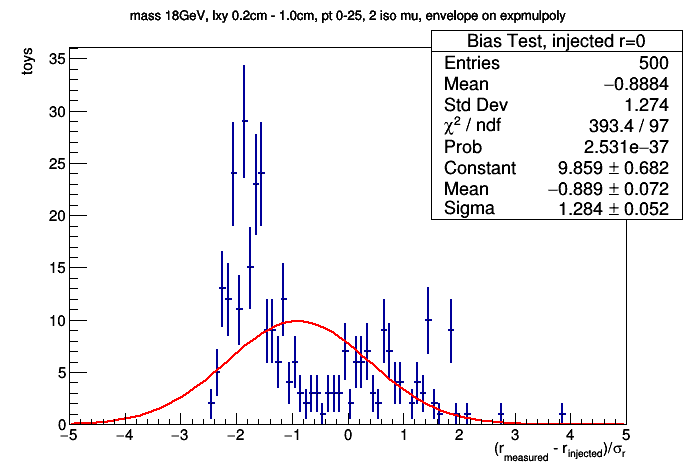 mass 18GeV, lxy 0.2cm - 1.0cm, pt 0-25, 2 iso mu, envelope on expmulpoly
Bias Test, injected r=0
Entries 500
Mean −0.8884
Std Dev 1.274
χ² / ndf 393.4 / 97
Prob 2.531e−37
Constant 9.859 ± 0.682
Mean −0.889 ± 0.072
Sigma 1.284 ± 0.052
toys
35
30
25
20
15
10
5
0
−5 −4 −3 −2 −1 0 1 2 3 4 5
(r_measured - r_injected)/σ_r